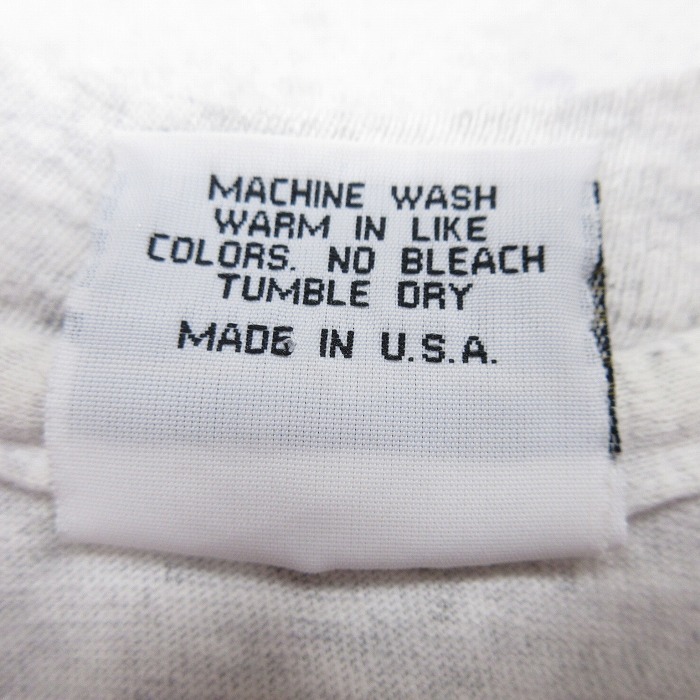 MACHINE WASH
WARM IN LIKE
COLORS. NO BLEACH
TUMBLE DRY
MADE IN U.S.A.